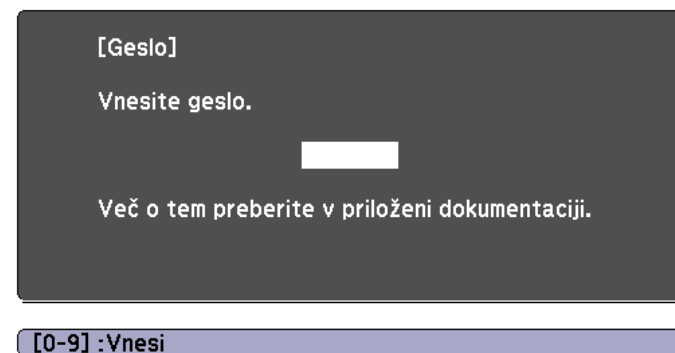 [Geslo]
Vnesite geslo.
Več o tem preberite v priloženi dokumentaciji.
[0-9] :Vnesi